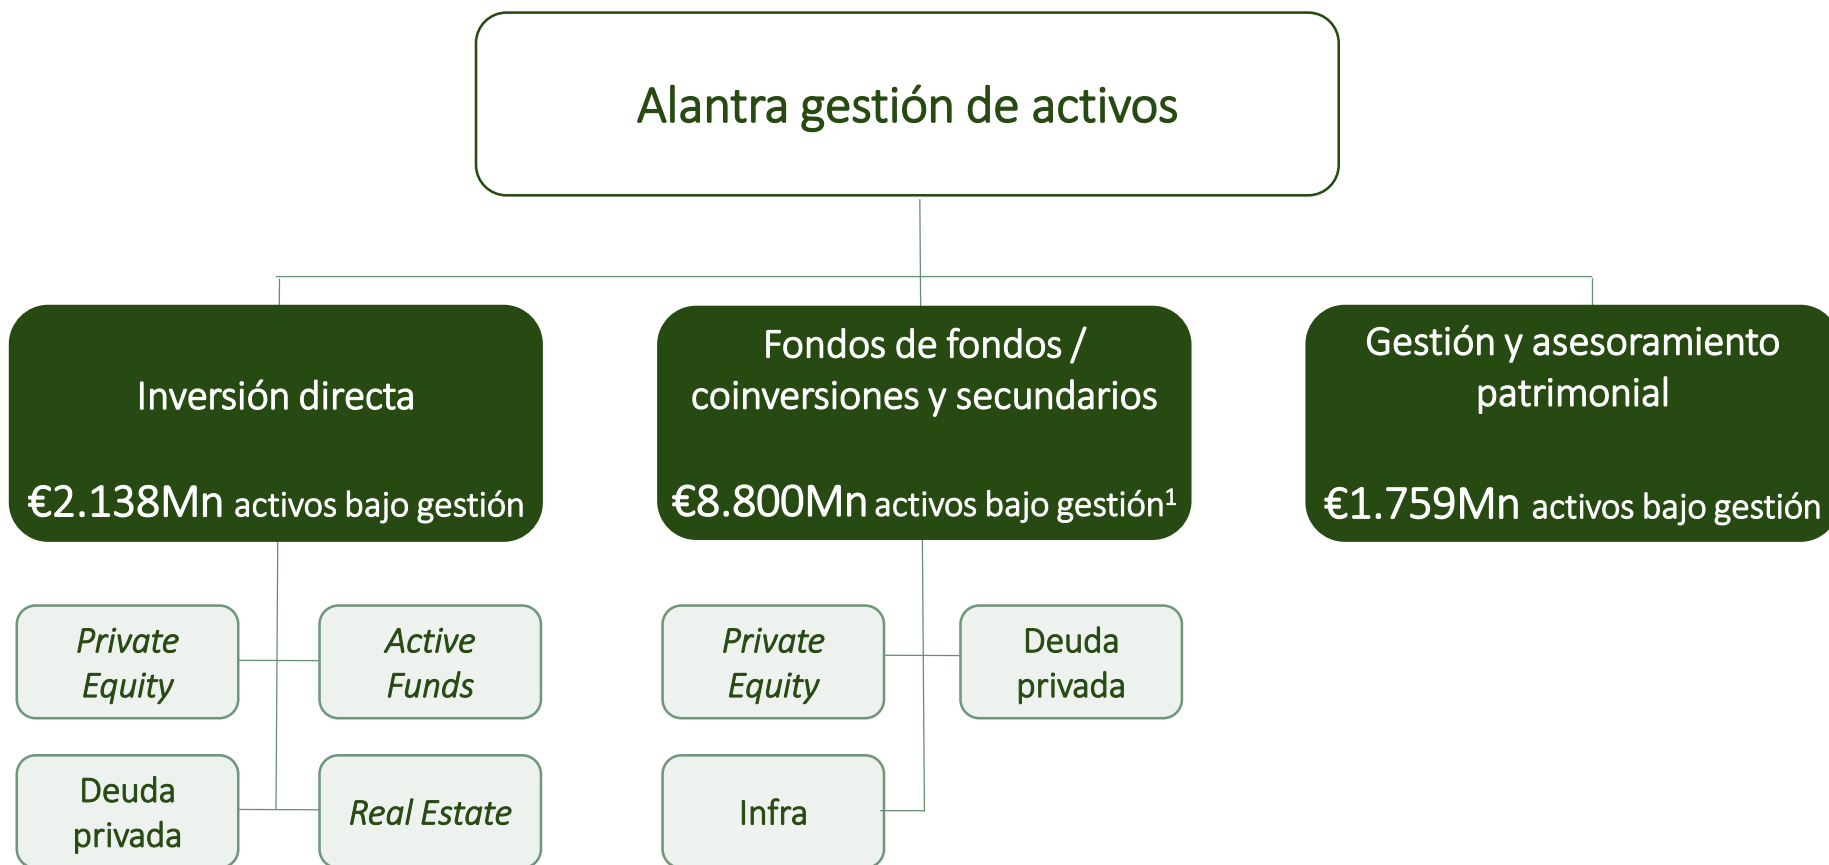 Alantra gestión de activos
Inversión directa
€2.138Mn activos bajo gestión
Fondos de fondos /
coinversiones y secundarios
€8.800Mn activos bajo gestión¹
Gestión y asesoramiento
patrimonial
€1.759Mn activos bajo gestión
Private
Equity
Active
Funds
Deuda
privada
Real Estate
Private
Equity
Deuda
privada
Infra